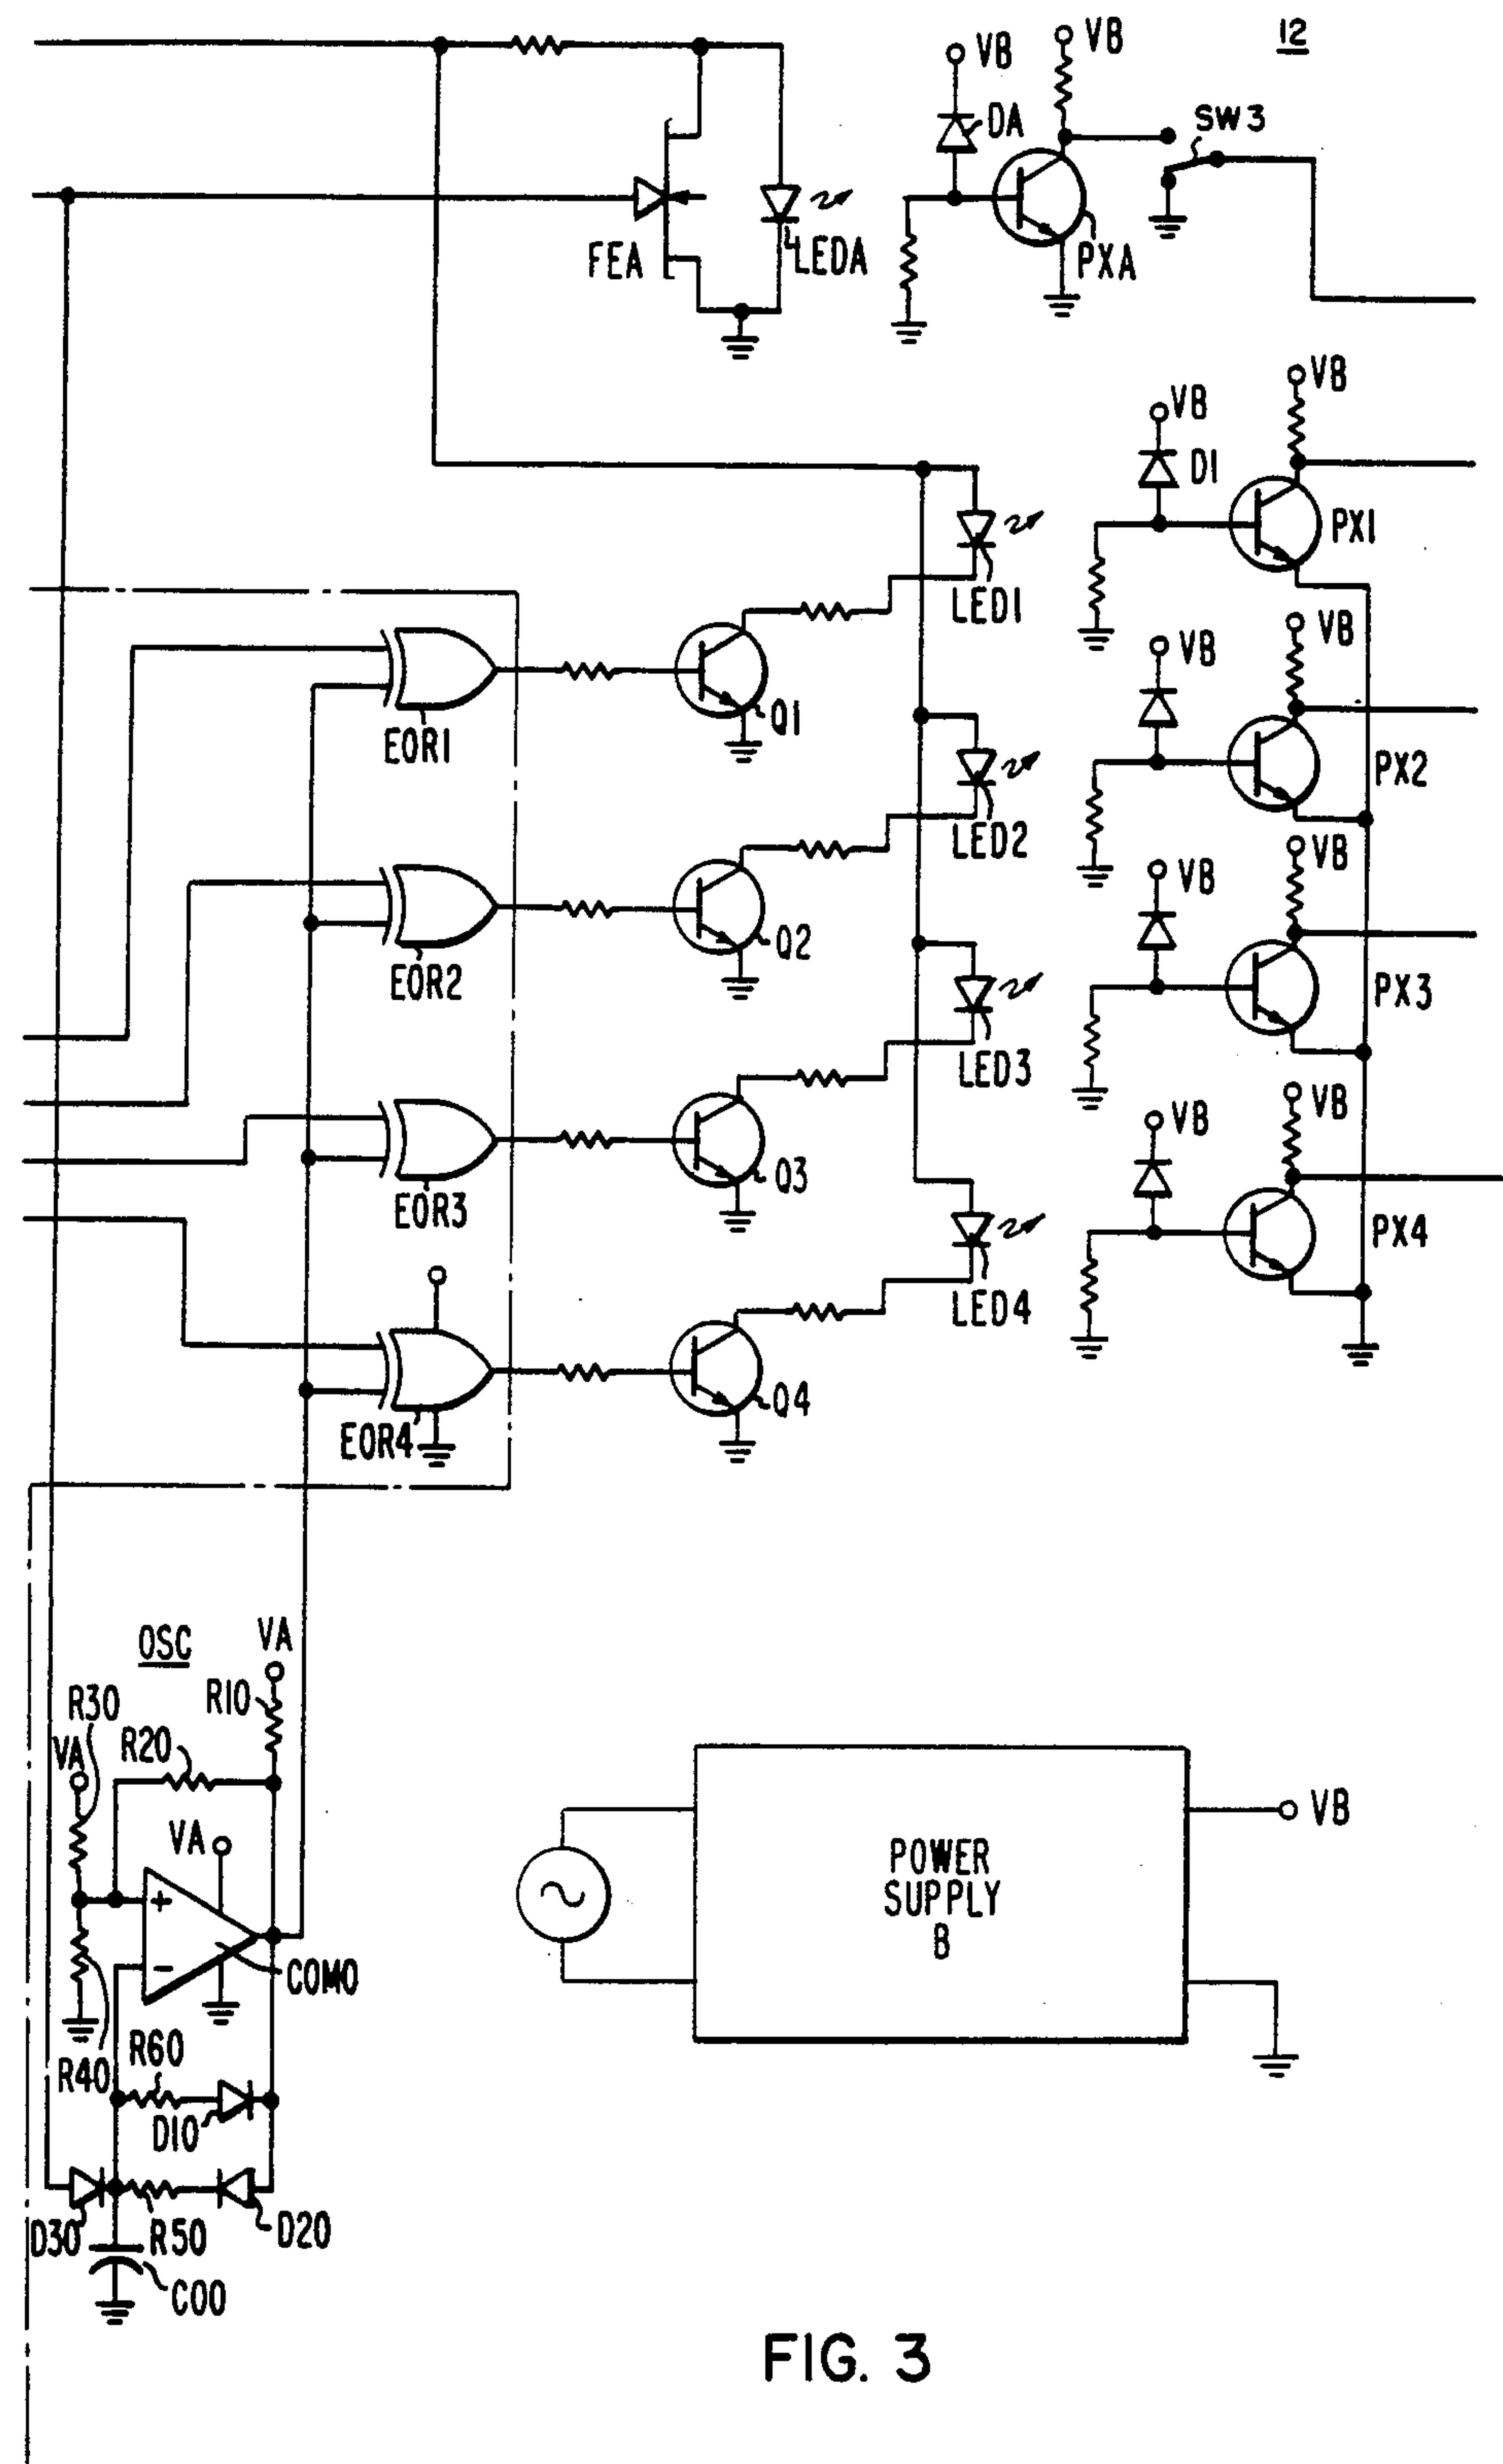 12
VB
VB
DA
SW3
FEA
LEDA
PXA
VB
VB
D1
PX1
LED1
EOR1
Q1
VB
VB
PX2
LED2
EOR2
Q2
VB
VB
PX3
LED3
EOR3
Q3
VB
VB
PX4
LED4
EOR4
Q4
OSC
VA
R30
R10
VA
R20
VA
+
-
COMO
R40
R60
D10
D30
R50
D20
C00
POWER
SUPPLY
B
VB
FIG. 3